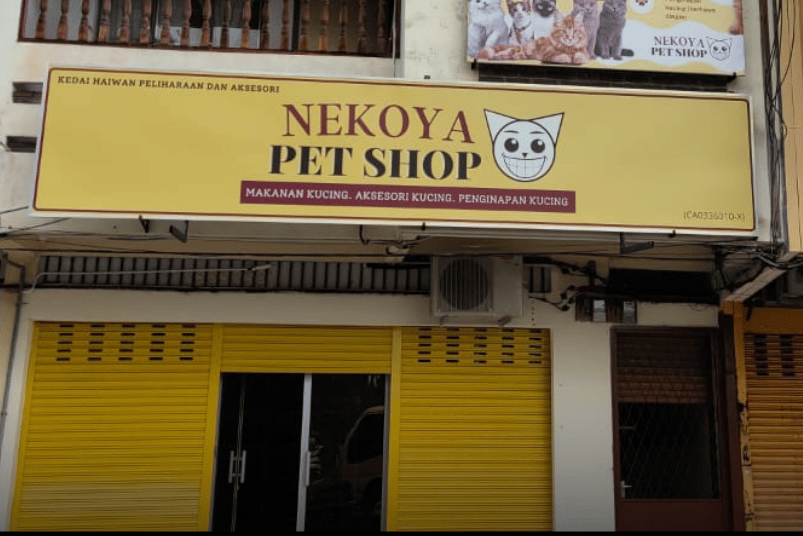 KEDAI HAIWAN PELIHARAAN DAN AKSESORI
NEKOYA
PET SHOP
MAKANAN KUCING. AKSESORI KUCING. PENGINAPAN KUCING
(CA0336010-X)
NEKOYA
PET SHOP